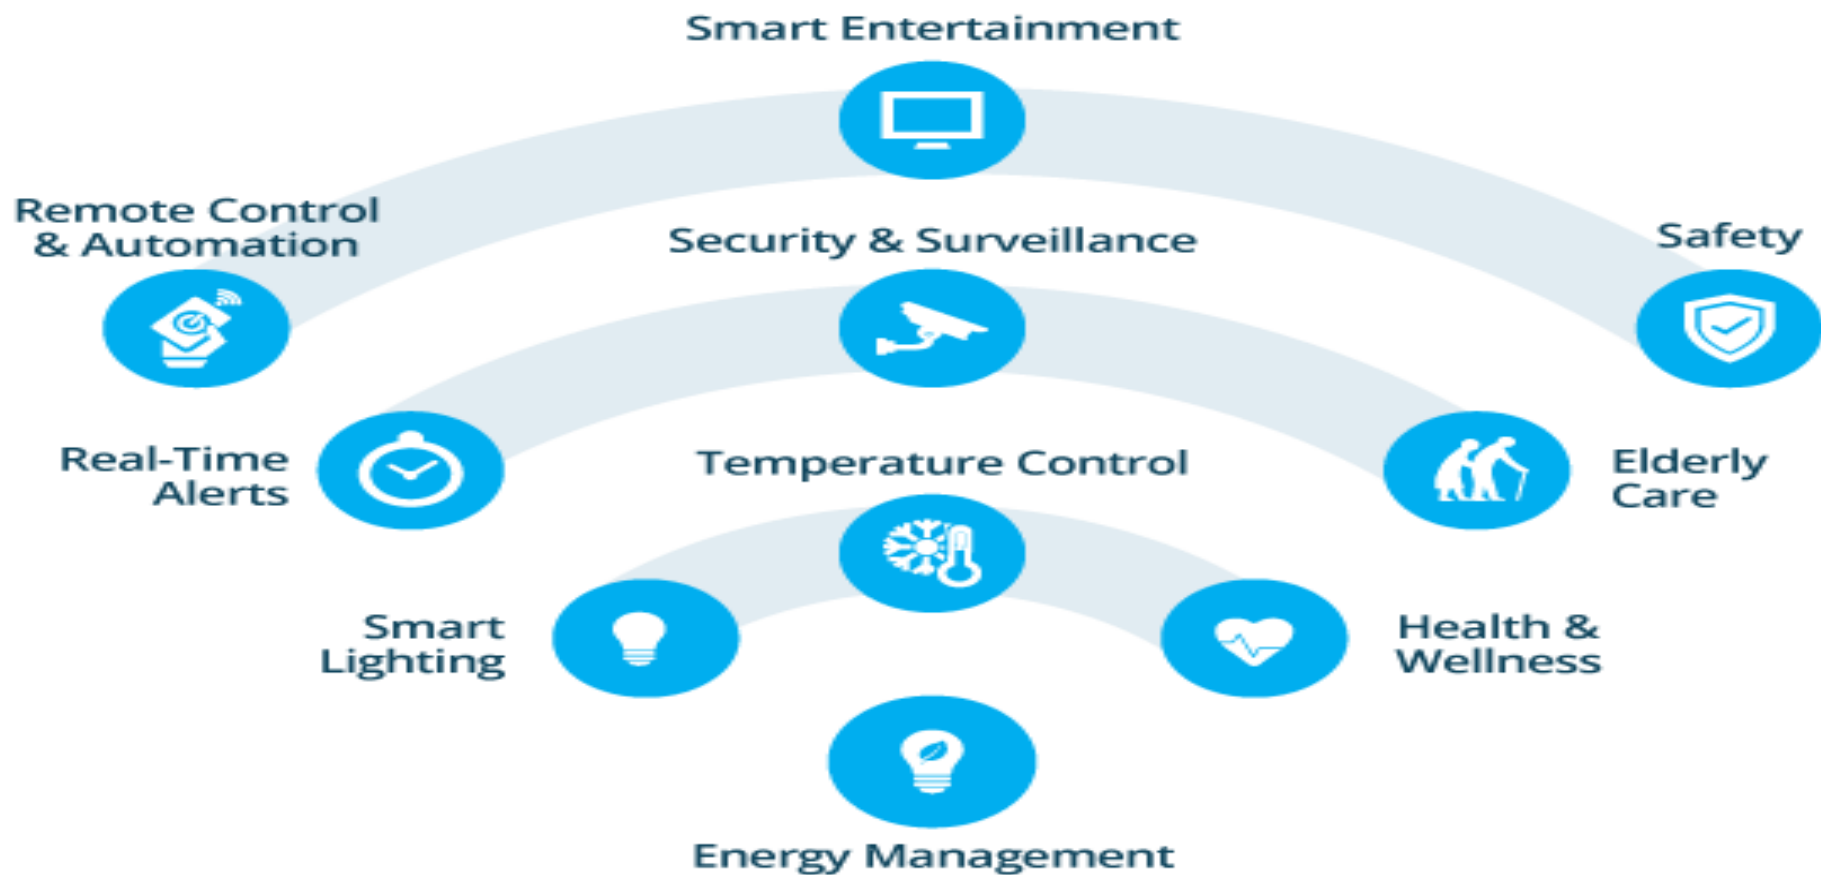 Smart Entertainment
Remote Control
& Automation
Security & Surveillance
Safety
Real-Time
Alerts
Temperature Control
Elderly
Care
Smart
Lighting
Health &
Wellness
Energy Management